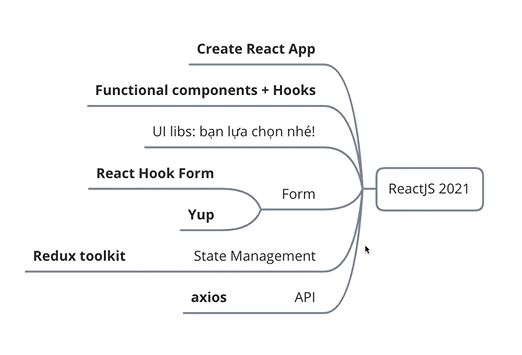 Create React App
Functional components + Hooks
UI libs: bạn lựa chọn nhé!
React Hook Form
Form
Yup
ReactJS 2021
Redux toolkit State Management
axios API